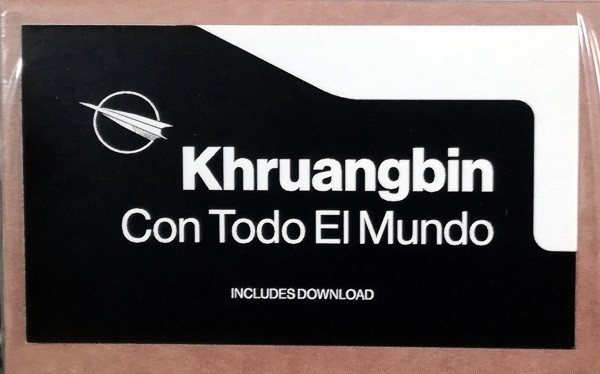 Khruangbin
Con Todo El Mundo
INCLUDES DOWNLOAD